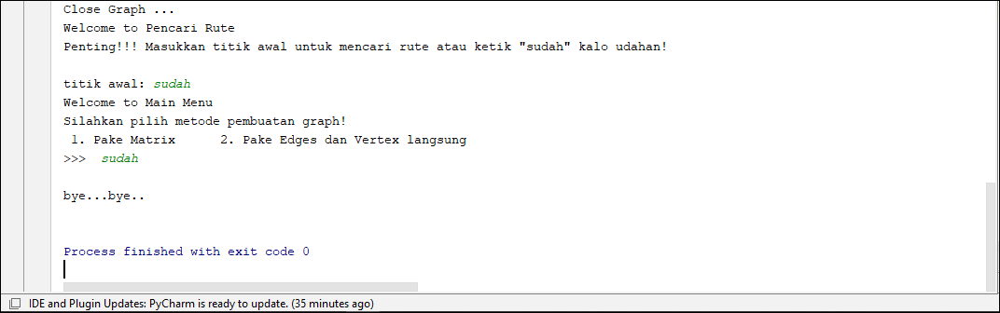 Close Graph ...
Welcome to Pencari Rute
Penting!!! Masukkan titik awal untuk mencari rute atau ketik "sudah" kalo udahan!
titik awal: sudah
Welcome to Main Menu
Silahkan pilih metode pembuatan graph!
1. Pake Matrix 2. Pake Edges dan Vertex langsung
>>> sudah
bye...bye..
Process finished with exit code 0
IDE and Plugin Updates: PyCharm is ready to update. (35 minutes ago)